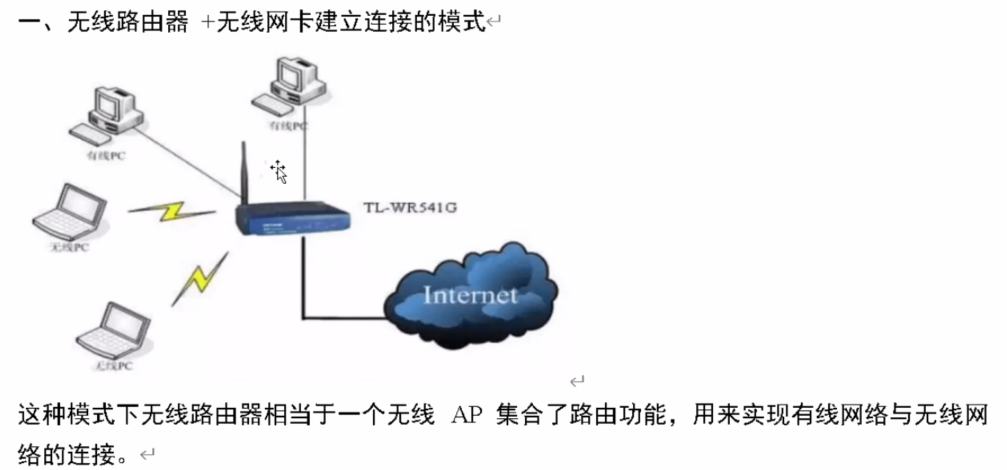 一、无线路由器 +无线网卡建立连接的模式
有线PC
有线PC
TL-WR541G
无线PC
Internet
无线PC
这种模式下无线路由器相当于一个无线 AP 集合了路由功能，用来实现有线网络与无线网
络的连接。